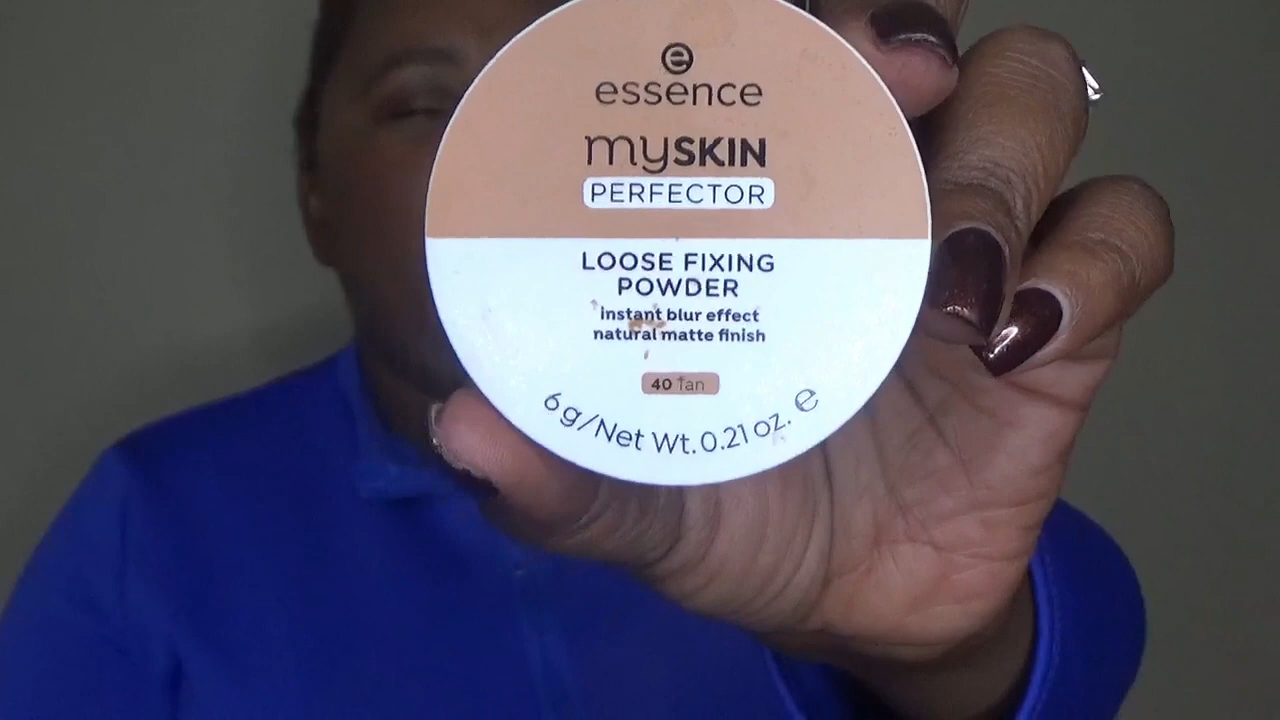 e
essence
mySKIN
PERFECTOR
LOOSE FIXING
POWDER
instant blur effect
natural matte finish
40 Tan
6 g/Net Wt. 0.21 oz. ℮